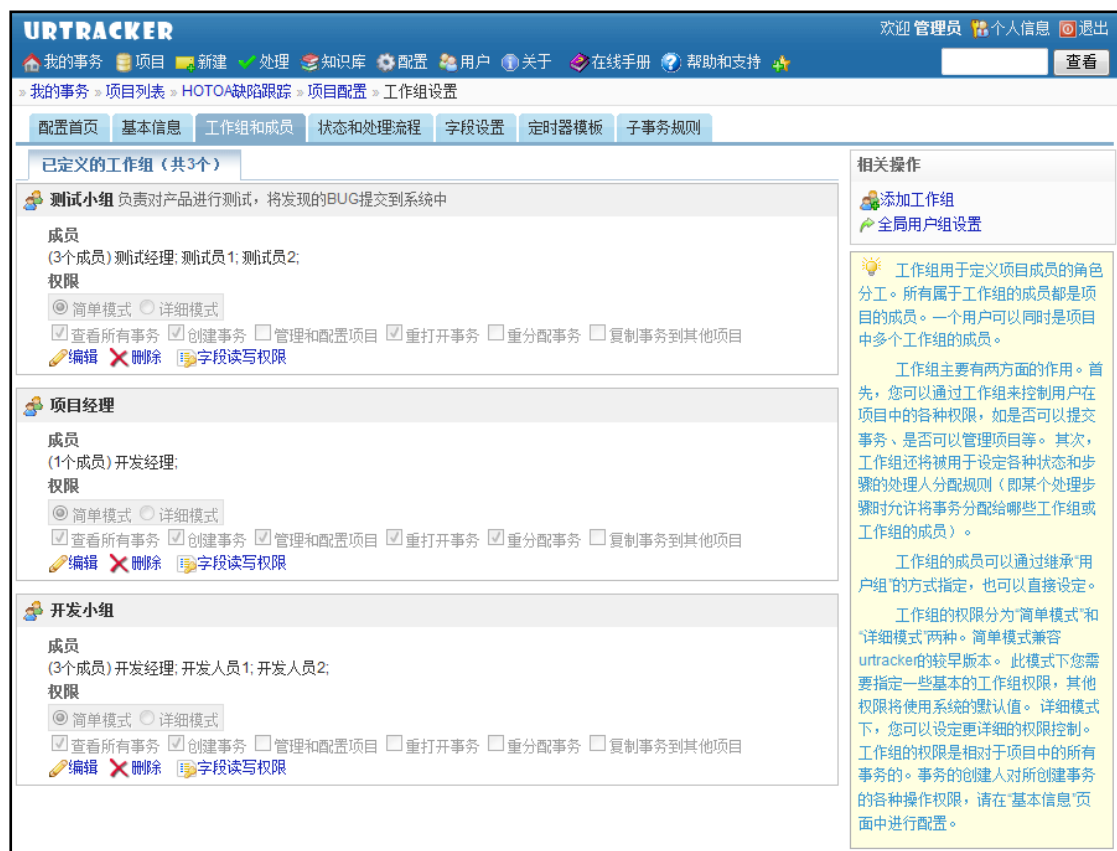 URTRACKER
欢迎 管理员 个人信息 退出
我的事务 项目 新建 处理 知识库 配置 用户 关于 在线手册 帮助和支持 查看
» 我的事务 » 项目列表 » HOTOA缺陷跟踪 » 项目配置 » 工作组设置
配置首页 基本信息 工作组和成员 状态和处理流程 字段设置 定时器模板 子事务规则
已定义的工作组（共3个）
测试小组 负责对产品进行测试，将发现的BUG提交到系统中
成员
(3个成员) 测试经理; 测试员1; 测试员2;
权限
简单模式 详细模式
查看所有事务 创建事务 管理和配置项目 重打开事务 重分配事务 复制事务到其他项目
编辑 删除 字段读写权限
项目经理
成员
(1个成员) 开发经理;
权限
简单模式 详细模式
查看所有事务 创建事务 管理和配置项目 重打开事务 重分配事务 复制事务到其他项目
编辑 删除 字段读写权限
开发小组
成员
(3个成员) 开发经理; 开发人员1; 开发人员2;
权限
简单模式 详细模式
查看所有事务 创建事务 管理和配置项目 重打开事务 重分配事务 复制事务到其他项目
编辑 删除 字段读写权限
相关操作
添加工作组
全局用户组设置
工作组用于定义项目成员的角色
分工。所有属于工作组的成员都是项
目的成员。一个用户可以同时是项目
中多个工作组的成员。
工作组主要有两方面的作用。首
先，您可以通过工作组来控制用户在
项目中的各种权限，如是否可以提交
事务、是否可以管理项目等。 其次，
工作组还将被用于设定各种状态和步
骤的处理人分配规则（即某个处理步
骤时允许将事务分配给哪些工作组或
工作组的成员）。
工作组的成员可以通过继承“用
户组”的方式指定，也可以直接设定。
工作组的权限分为“简单模式”和
“详细模式”两种。简单模式兼容
urtracker的较早版本。 此模式下您需
要指定一些基本的工作组权限，其他
权限将使用系统的默认值。 详细模式
下，您可以设定更详细的权限控制。
工作组的权限是相对于项目中的所有
事务的。事务的创建人对所创建事务
的各种操作权限，请在“基本信息”页
面中进行配置。